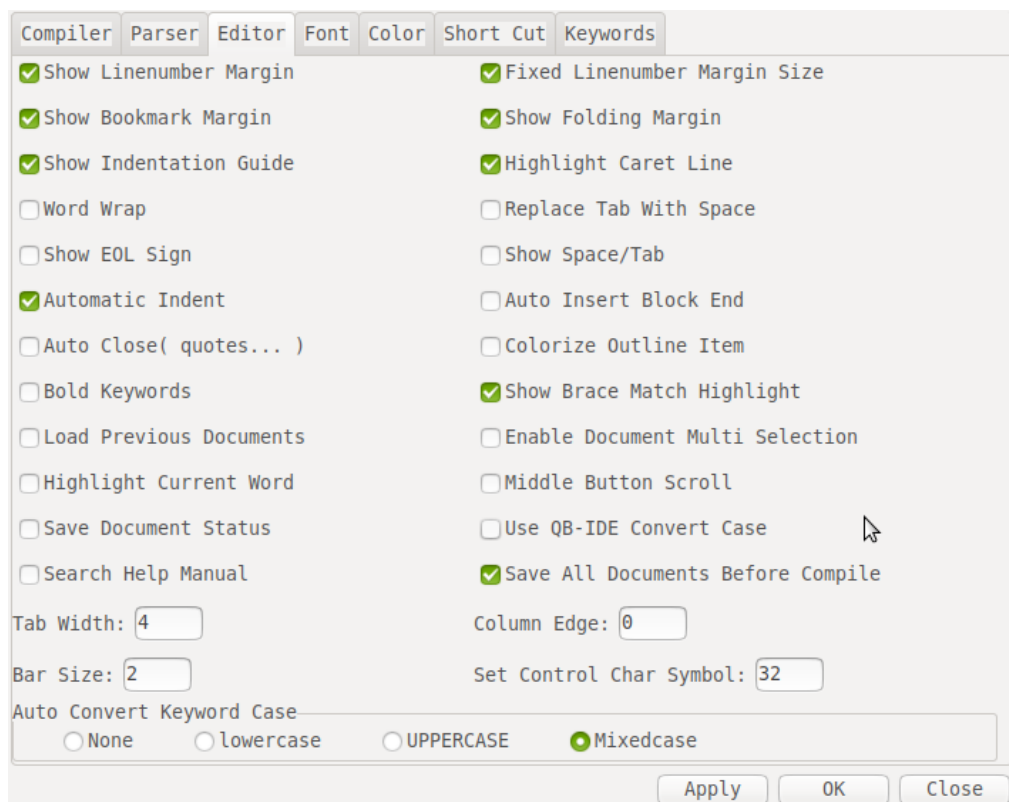 Compiler Parser Editor Font Color Short Cut Keywords
Show Linenumber Margin Fixed Linenumber Margin Size
Show Bookmark Margin Show Folding Margin
Show Indentation Guide Highlight Caret Line
Word Wrap Replace Tab With Space
Show EOL Sign Show Space/Tab
Automatic Indent Auto Insert Block End
Auto Close( quotes... ) Colorize Outline Item
Bold Keywords Show Brace Match Highlight
Load Previous Documents Enable Document Multi Selection
Highlight Current Word Middle Button Scroll
Save Document Status Use QB-IDE Convert Case
Search Help Manual Save All Documents Before Compile
Tab Width: 4 Column Edge: 0
Bar Size: 2 Set Control Char Symbol: 32
Auto Convert Keyword Case
None lowercase UPPERCASE Mixedcase
Apply OK Close